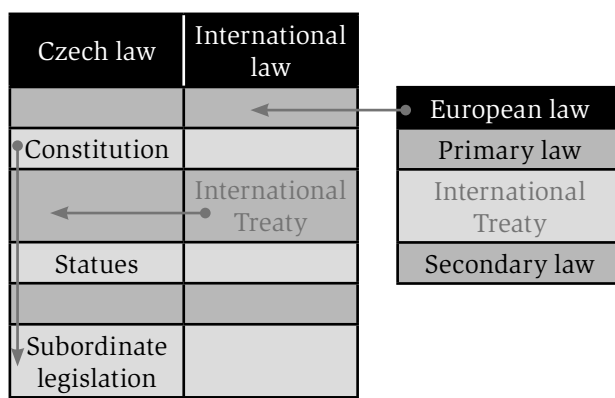 Czech law
International
law
European law
Constitution
Primary law
International
Treaty
International
Treaty
Statues
Secondary law
Subordinate
legislation